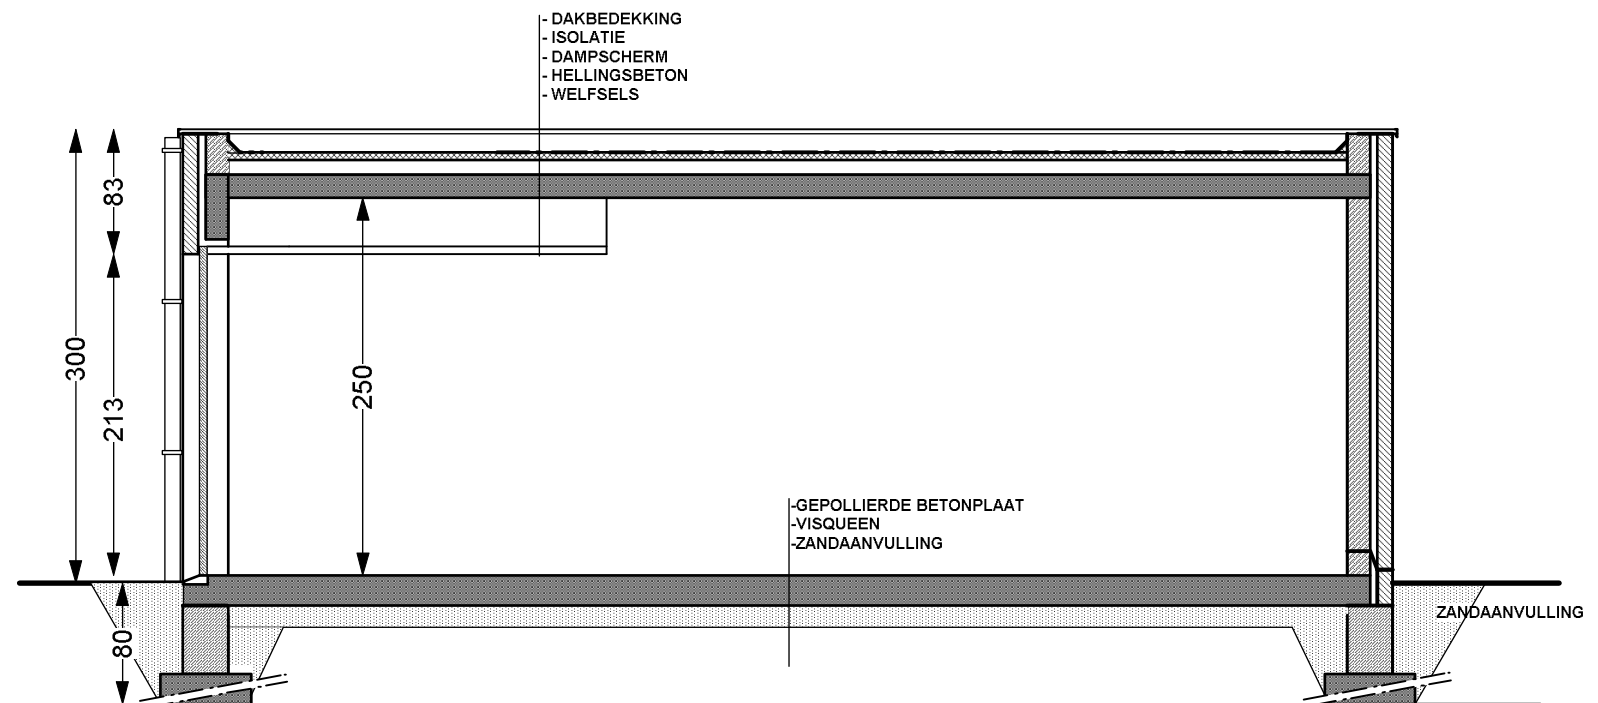 - DAKBEDEKKING
- ISOLATIE
- DAMPSCHERM
- HELLINGSBETON
- WELFSELS
83
300
213
250
-GEPOLLIERDE BETONPLAAT
-VISQUEEN
-ZANDAANVULLING
ZANDAANVULLING
80